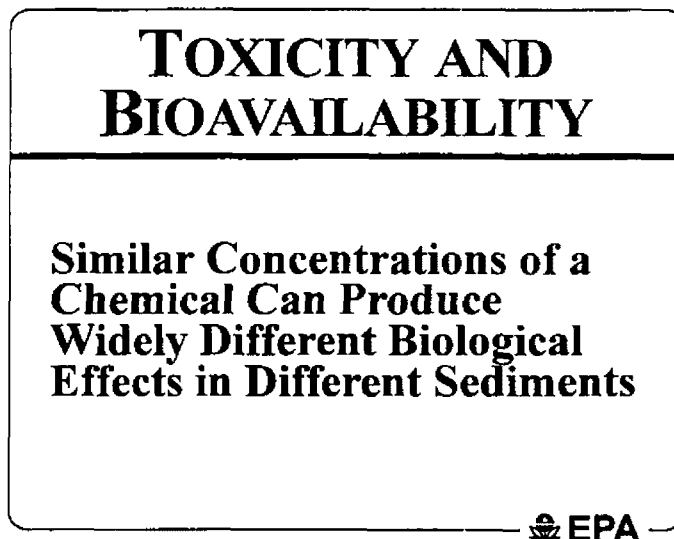 TOXICITY AND
BIOAVAILABILITY
Similar Concentrations of a
Chemical Can Produce
Widely Different Biological
Effects in Different Sediments
EPA